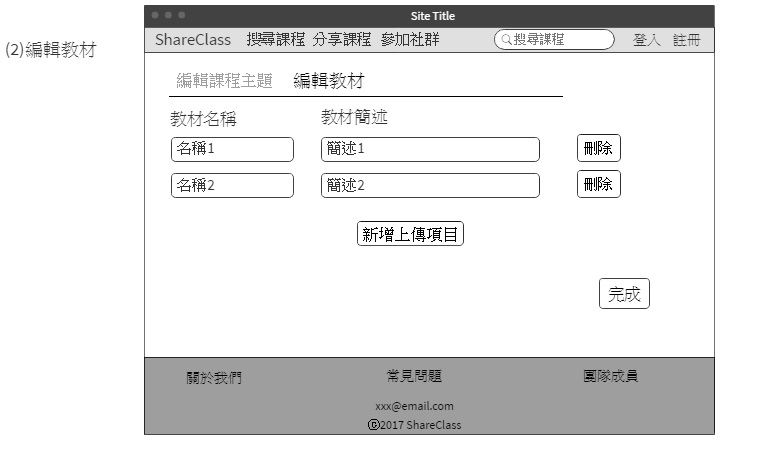 Site Title
(2)編輯教材
ShareClass 搜尋課程 分享課程 參加社群 搜尋課程 登入 註冊
編輯課程主題 編輯教材
教材名稱 教材簡述
名稱1 簡述1 刪除
名稱2 簡述2 刪除
新增上傳項目
完成
關於我們 常見問題 團隊成員
xxx@email.com
©2017 ShareClass